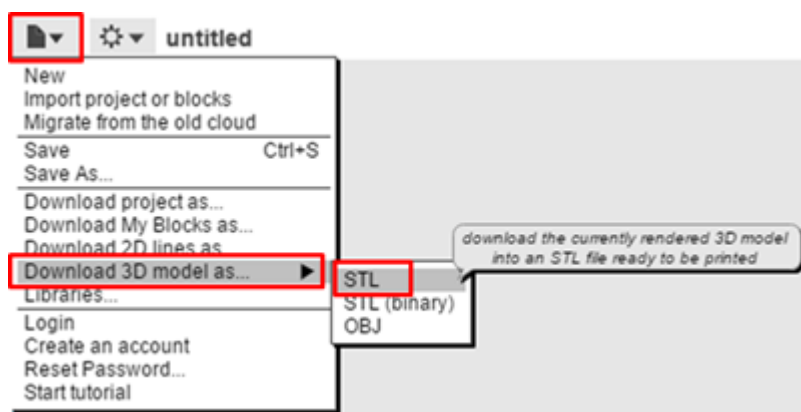 untitled
New
Import project or blocks
Migrate from the old cloud
Save Ctrl+S
Save As...
Download project as...
Download My Blocks as...
Download 2D lines as...
Download 3D model as...
Libraries...
Login
Create an account
Reset Password...
Start tutorial
STL
STL (binary)
OBJ
download the currently rendered 3D model
into an STL file ready to be printed